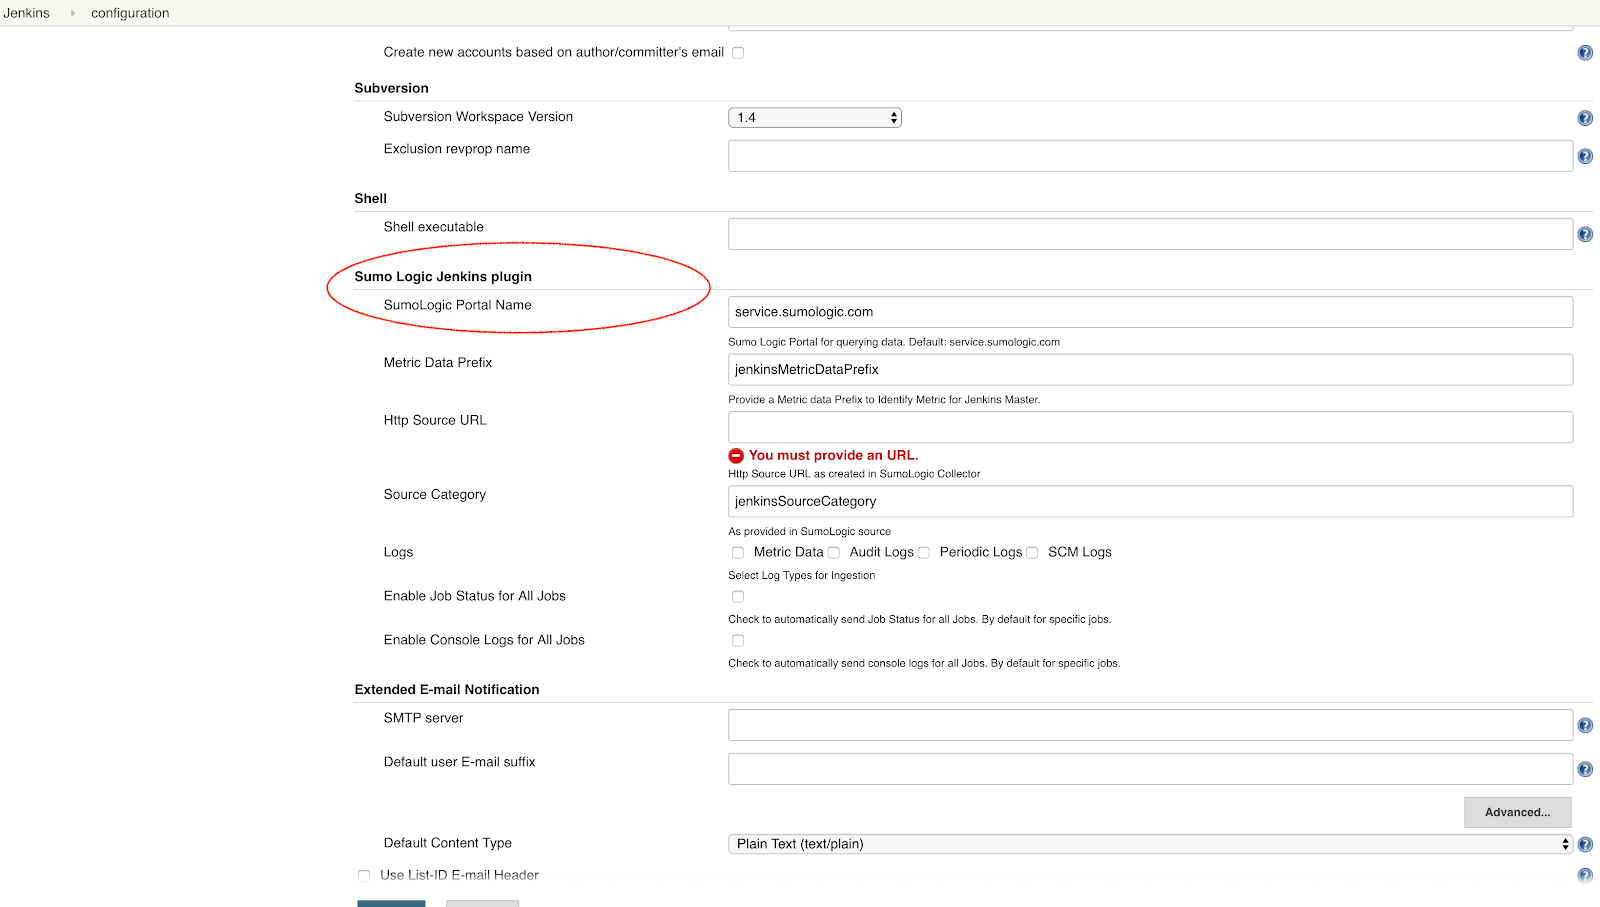 Jenkins configuration
Create new accounts based on author/committer's email
Subversion
Subversion Workspace Version 1.4
Exclusion revprop name
Shell
Shell executable
Sumo Logic Jenkins plugin
SumoLogic Portal Name service.sumologic.com
Sumo Logic Portal for querying data. Default: service.sumologic.com
Metric Data Prefix jenkinsMetricDataPrefix
Provide a Metric data Prefix to Identify Metric for Jenkins Master.
Http Source URL
You must provide an URL.
Http Source URL as created in SumoLogic Collector
Source Category jenkinsSourceCategory
As provided in SumoLogic source
Logs Metric Data Audit Logs Periodic Logs SCM Logs
Select Log Types for Ingestion
Enable Job Status for All Jobs
Check to automatically send Job Status for all Jobs. By default for specific jobs.
Enable Console Logs for All Jobs
Check to automatically send console logs for all Jobs. By default for specific jobs.
Extended E-mail Notification
SMTP server
Default user E-mail suffix
Advanced...
Default Content Type Plain Text (text/plain)
Use List-ID E-mail Header